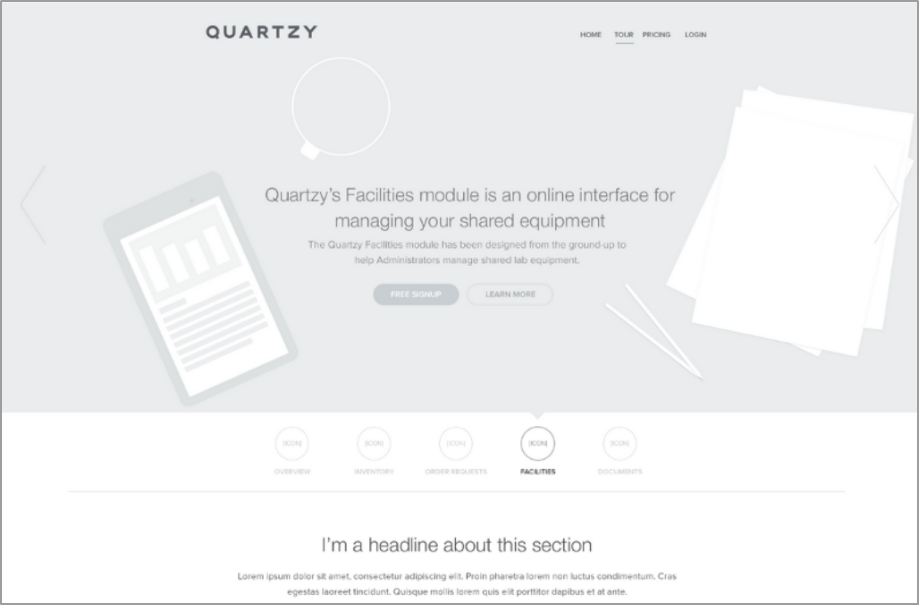 QUARTZY
HOME TOUR PRICING LOGIN
Quartzy's Facilities module is an online interface for
managing your shared equipment
The Quartzy Facilities module has been designed from the ground-up to
help Administrators manage shared lab equipment.
FREE SIGNUP LEARN MORE
[ICON] [ICON] [ICON] [ICON] [ICON]
OVERVIEW INVENTORY ORDER REQUESTS FACILITIES DOCUMENTS
I'm a headline about this section
Lorem ipsum dolor sit amet, consectetur adipiscing elit. Proin pharetra lorem non luctus condimentum. Cras
egestas laoreet tincidunt. Quisque mollis lorem quis elit porttitor dapibus et at ante.